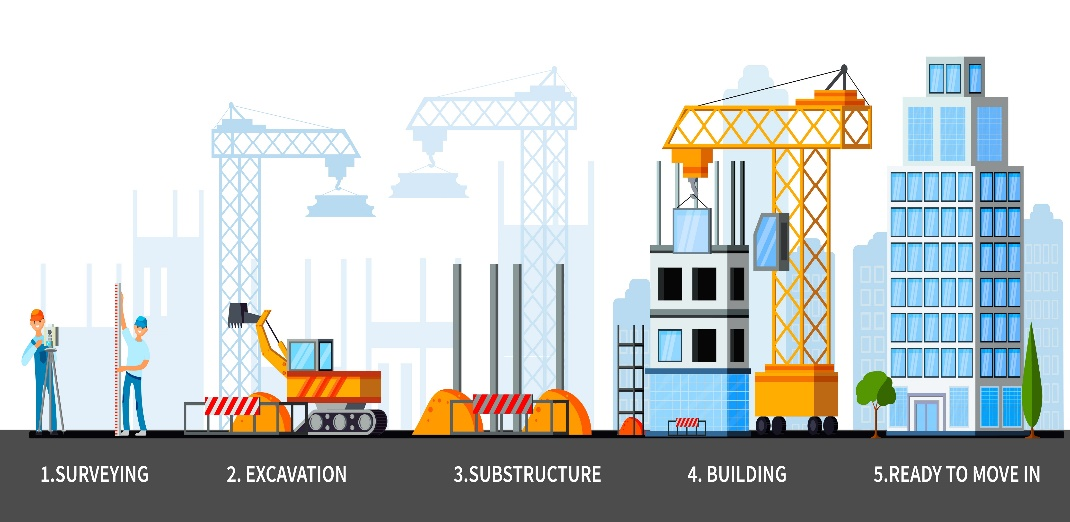 1.SURVEYING
2. EXCAVATION
3.SUBSTRUCTURE
4. BUILDING
5.READY TO MOVE IN